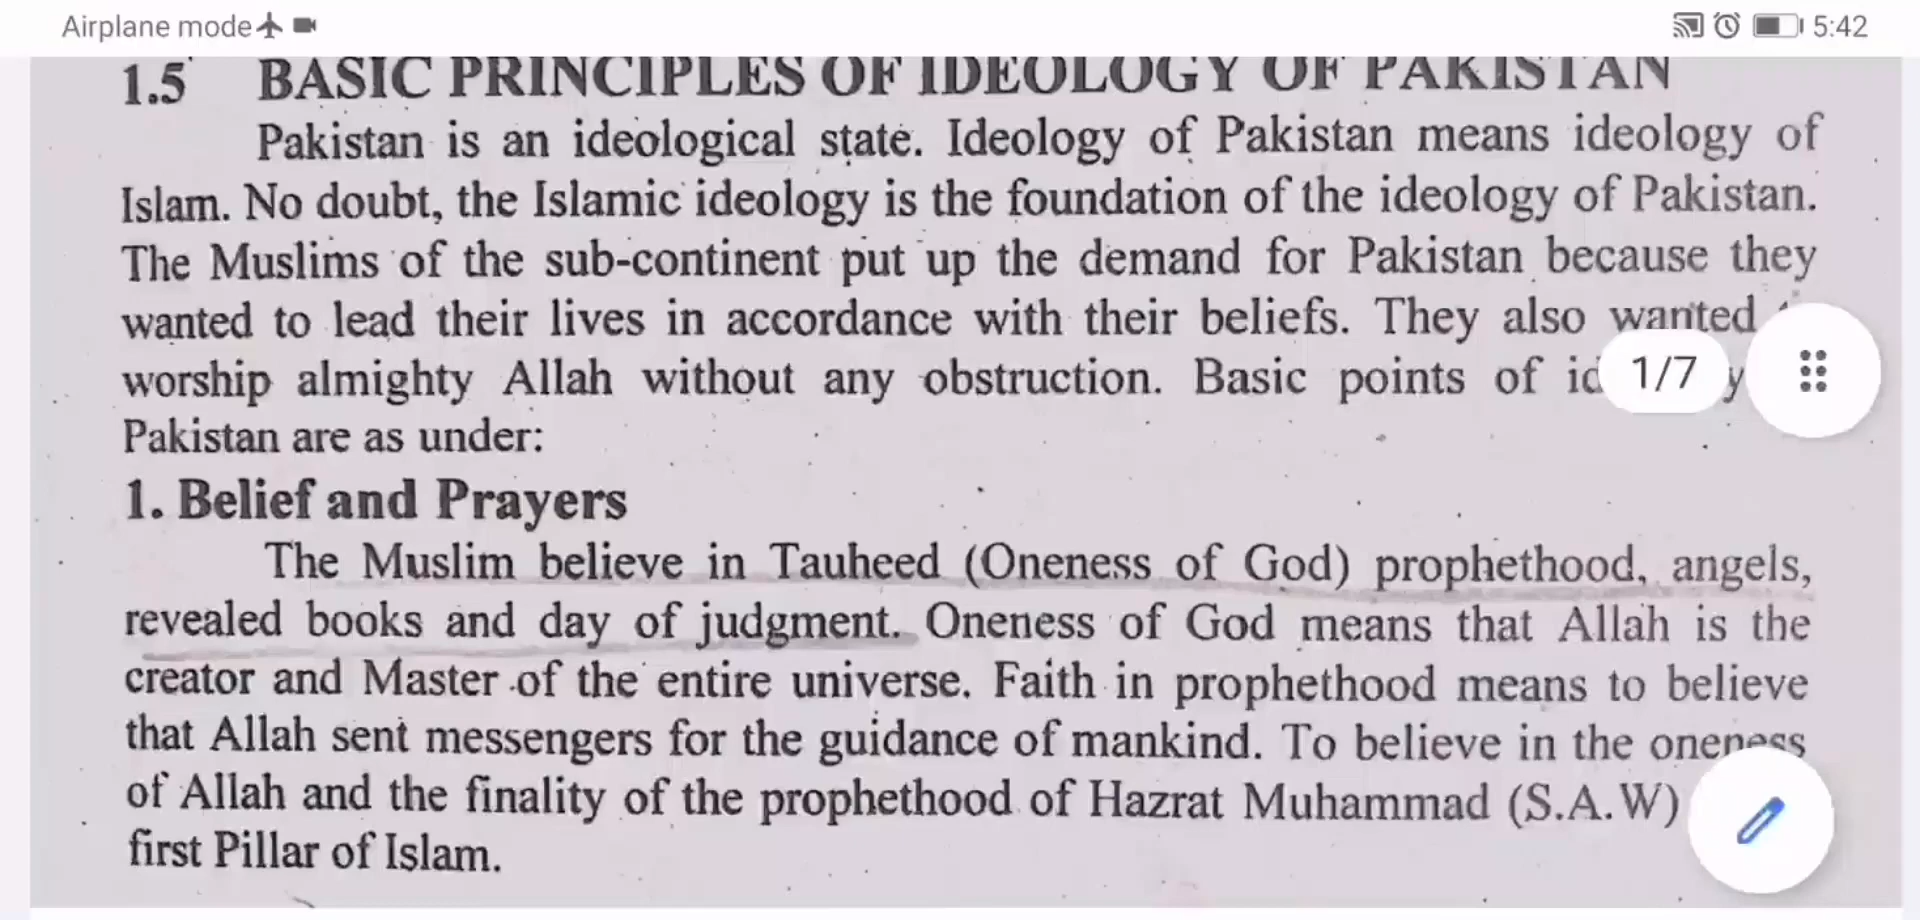 Airplane mode
5:42
1.5 BASIC PRINCIPLES OF IDEOLOGY OF PAKISTAN
Pakistan is an ideological state. Ideology of Pakistan means ideology of
Islam. No doubt, the Islamic ideology is the foundation of the ideology of Pakistan.
The Muslims of the sub-continent put up the demand for Pakistan because they
wanted to lead their lives in accordance with their beliefs. They also wanted
worship almighty Allah without any obstruction. Basic points of
1/7
Pakistan are as under:
1. Belief and Prayers
The Muslim believe in Tauheed (Oneness of God) prophethood, angels,
revealed books and day of judgment. Oneness of God means that Allah is the
creator and Master of the entire universe. Faith in prophethood means to believe
that Allah sent messengers for the guidance of mankind. To believe in the oneness
of Allah and the finality of the prophethood of Hazrat Muhammad (S.A.W)
first Pillar of Islam.